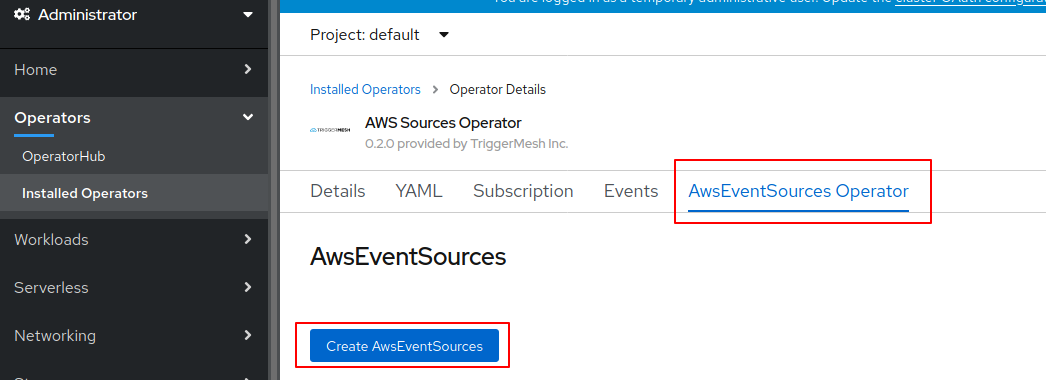 Administrator
You are logged in as a temporary administrative user. Update the cluster OAuth configura
Project: default
Home
Installed Operators > Operator Details
Operators
TRIGGERMESH
AWS Sources Operator
0.2.0 provided by TriggerMesh Inc.
OperatorHub
Installed Operators
Details YAML Subscription Events AwsEventSources Operator
Workloads
AwsEventSources
Serverless
Networking
Create AwsEventSources